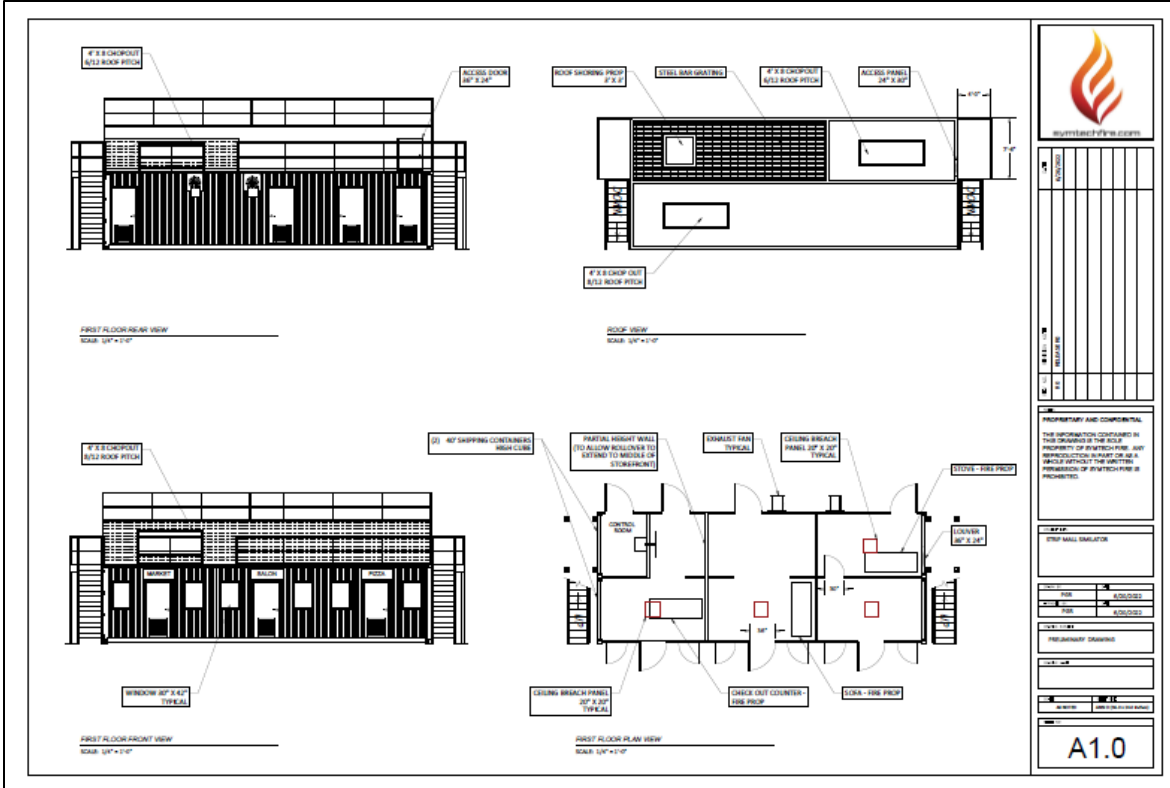 4' X 8 CHOPOUT
6/12 ROOF PITCH
ACCESS DOOR
36" X 24"
FIRST FLOOR REAR VIEW
SCALE: 1/4" = 1'-0"
ROOF SHORING PROP
3' X 3'
STEEL BAR GRATING
4' X 8 CHOPOUT
6/12 ROOF PITCH
ACCESS PANEL
24" X 30"
4'-0"
DOWN
DOWN
4' X 8 CHOP OUT
8/12 ROOF PITCH
ROOF VIEW
SCALE: 1/4" = 1'-0"
4' X 8 CHOPOUT
8/12 ROOF PITCH
MARKET
SALON
PIZZA
WINDOW 30" X 42"
TYPICAL
FIRST FLOOR FRONT VIEW
SCALE: 1/4" = 1'-0"
(2) 40' SHIPPING CONTAINERS
HIGH CUBE
PARTIAL HEIGHT WALL
(TO ALLOW ROLLOVER TO
EXTEND TO MIDDLE OF
STOREFRONT)
EXHAUST FAN
TYPICAL
CEILING BREACH
PANEL 20" X 20"
TYPICAL
STOVE - FIRE PROP
CONTROL
ROOM
LOUVER
36" X 24"
UP
UP
CEILING BREACH PANEL
20" X 20"
TYPICAL
CHECK OUT COUNTER -
FIRE PROP
SOFA - FIRE PROP
FIRST FLOOR PLAN VIEW
SCALE: 1/4" = 1'-0"
symtechfire.com
PROPRIETARY AND CONFIDENTIAL
THE INFORMATION CONTAINED IN
THIS DRAWING IS THE SOLE
PROPERTY OF SYMTECH FIRE. ANY
REPRODUCTION IN PART OR AS A
WHOLE WITHOUT THE WRITTEN
PERMISSION OF SYMTECH FIRE IS
PROHIBITED.
STRIP MALL SIMULATOR
PRELIMINARY DRAWING
A1.0